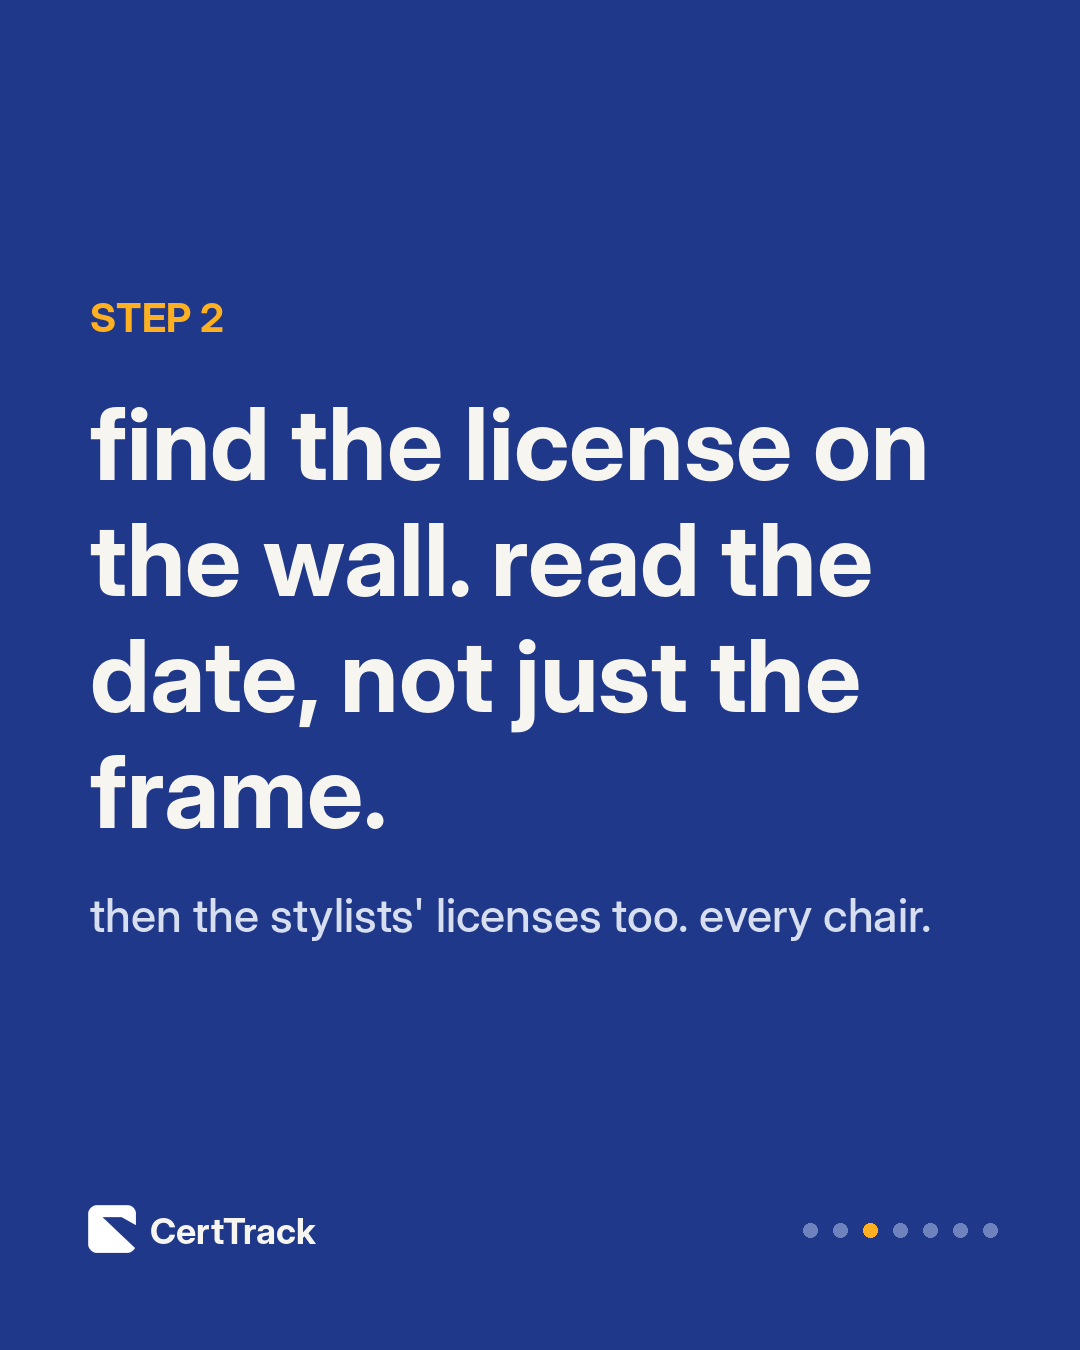 STEP 2
find the license on
the wall. read the
date, not just the
frame.
then the stylists' licenses too. every chair.
CertTrack